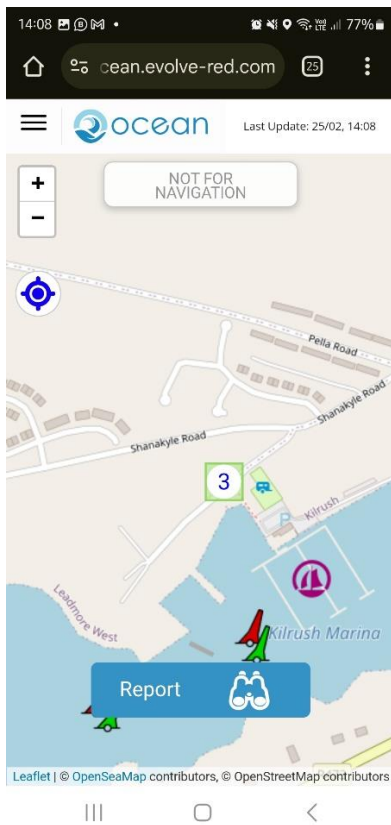 14:08
77%
cean.evolve-red.com
25
ocean
Last Update: 25/02, 14:08
+
NOT FOR
NAVIGATION
−
Pella Road
Shanakyle Road
Shanakyle Road
3
P
Kilrush
Leadmore West
Kilrush Marina
Report
Leaflet | © OpenSeaMap contributors, © OpenStreetMap contributors